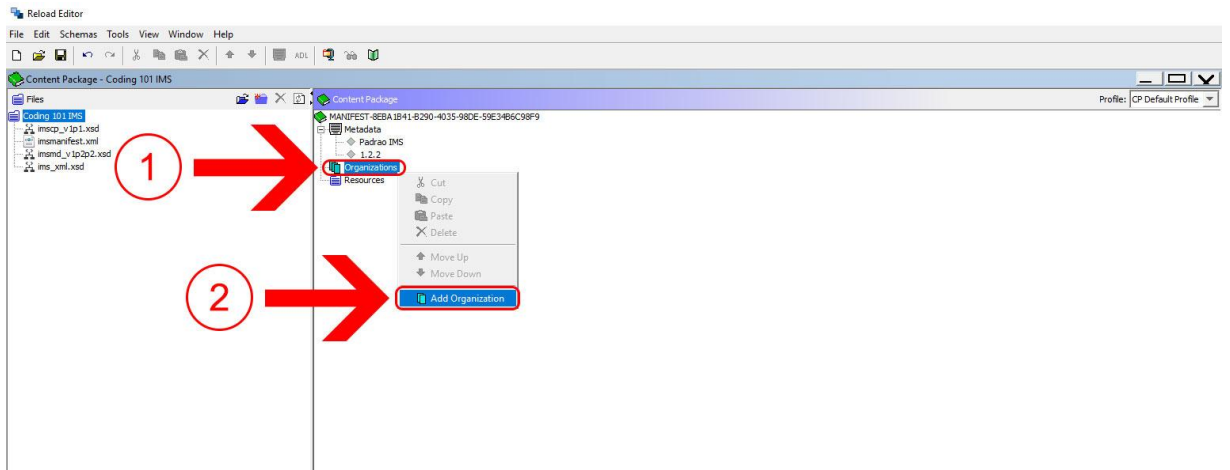 Reload Editor
File Edit Schemas Tools View Window Help
ADL
Content Package - Coding 101 IMS
Files
Coding 101 IMS
imscp_v1p1.xsd
imsmanifest.xml
imsmd_v1p2p2.xsd
ims_xml.xsd
Content Package
Profile: CP Default Profile
MANIFEST-8EBA1B41-B290-4035-98DE-59E34B6C98F9
Metadata
Padrao IMS
1.2.2
Organizations
Resources
1
Cut
Copy
Paste
Delete
Move Up
Move Down
2
Add Organization